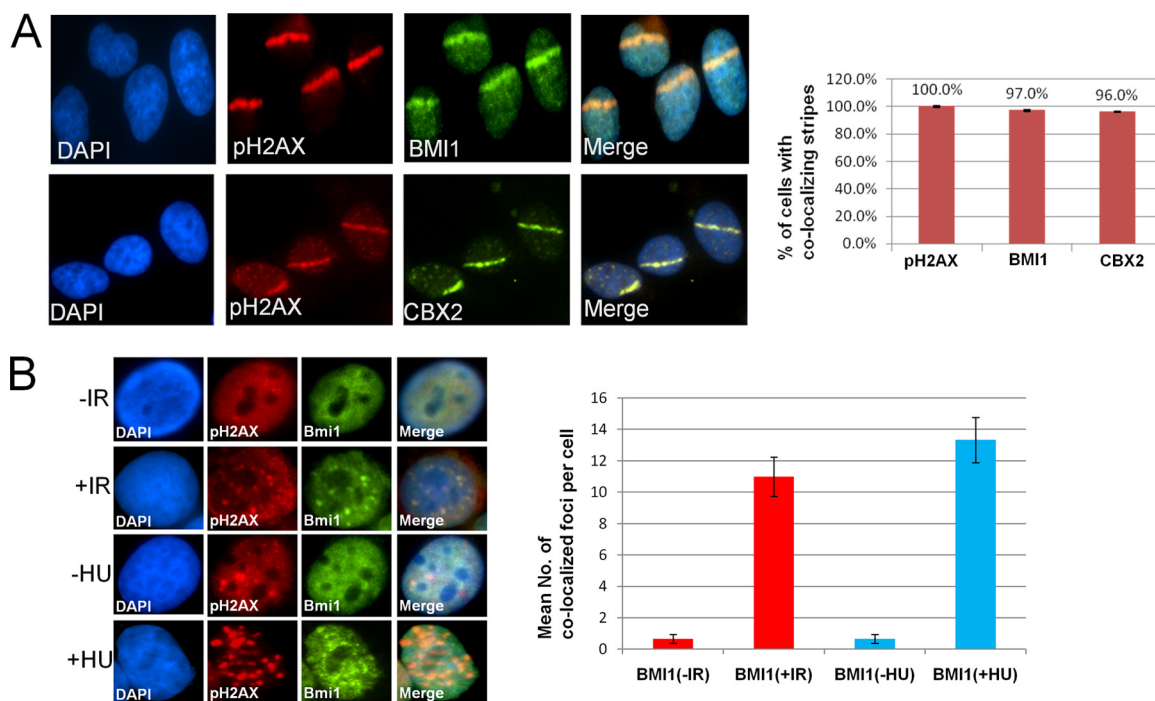 A
DAPI
pH2AX
BMI1
Merge
DAPI
pH2AX
CBX2
Merge
% of cells with
co-localizing stripes
120.0%
100.0%
80.0%
60.0%
40.0%
20.0%
0.0%
100.0%
97.0%
96.0%
pH2AX
BMI1
CBX2
B
-IR
DAPI
pH2AX
Bmi1
Merge
+IR
DAPI
pH2AX
Bmi1
Merge
-HU
DAPI
pH2AX
Bmi1
Merge
+HU
DAPI
pH2AX
Bmi1
Merge
Mean No. of
co-localized foci per cell
16
14
12
10
8
6
4
2
0
BMI1(-IR)
BMI1(+IR)
BMI1(-HU)
BMI1(+HU)